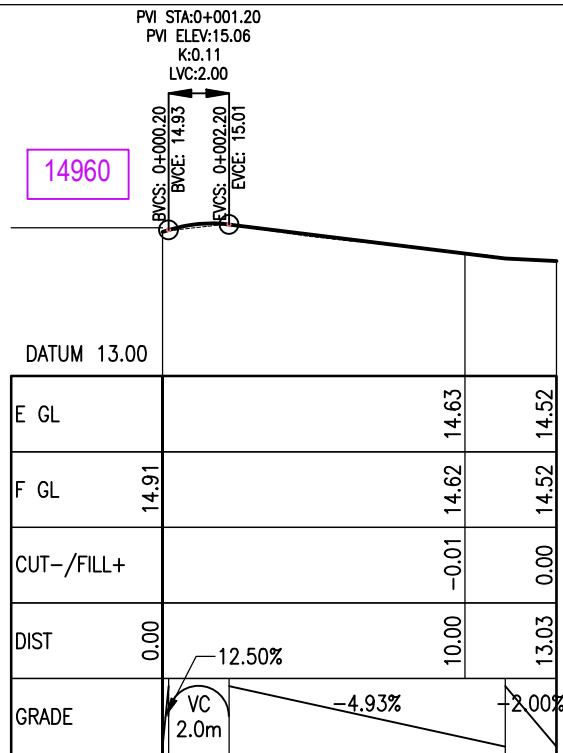 PVI STA:0+001.20
PVI ELEV:15.06
K:0.11
LVC:2.00
BVCS: 0+000.20
BVCE: 14.93
EVCS: 0+002.20
EVCE: 15.01
14960
DATUM 13.00
E GL 14.63 14.52
F GL 14.91 14.62 14.52
CUT-/FILL+ -0.01 0.00
DIST 0.00 10.00 13.03
12.50%
GRADE VC -4.93% -2.00%
2.0m